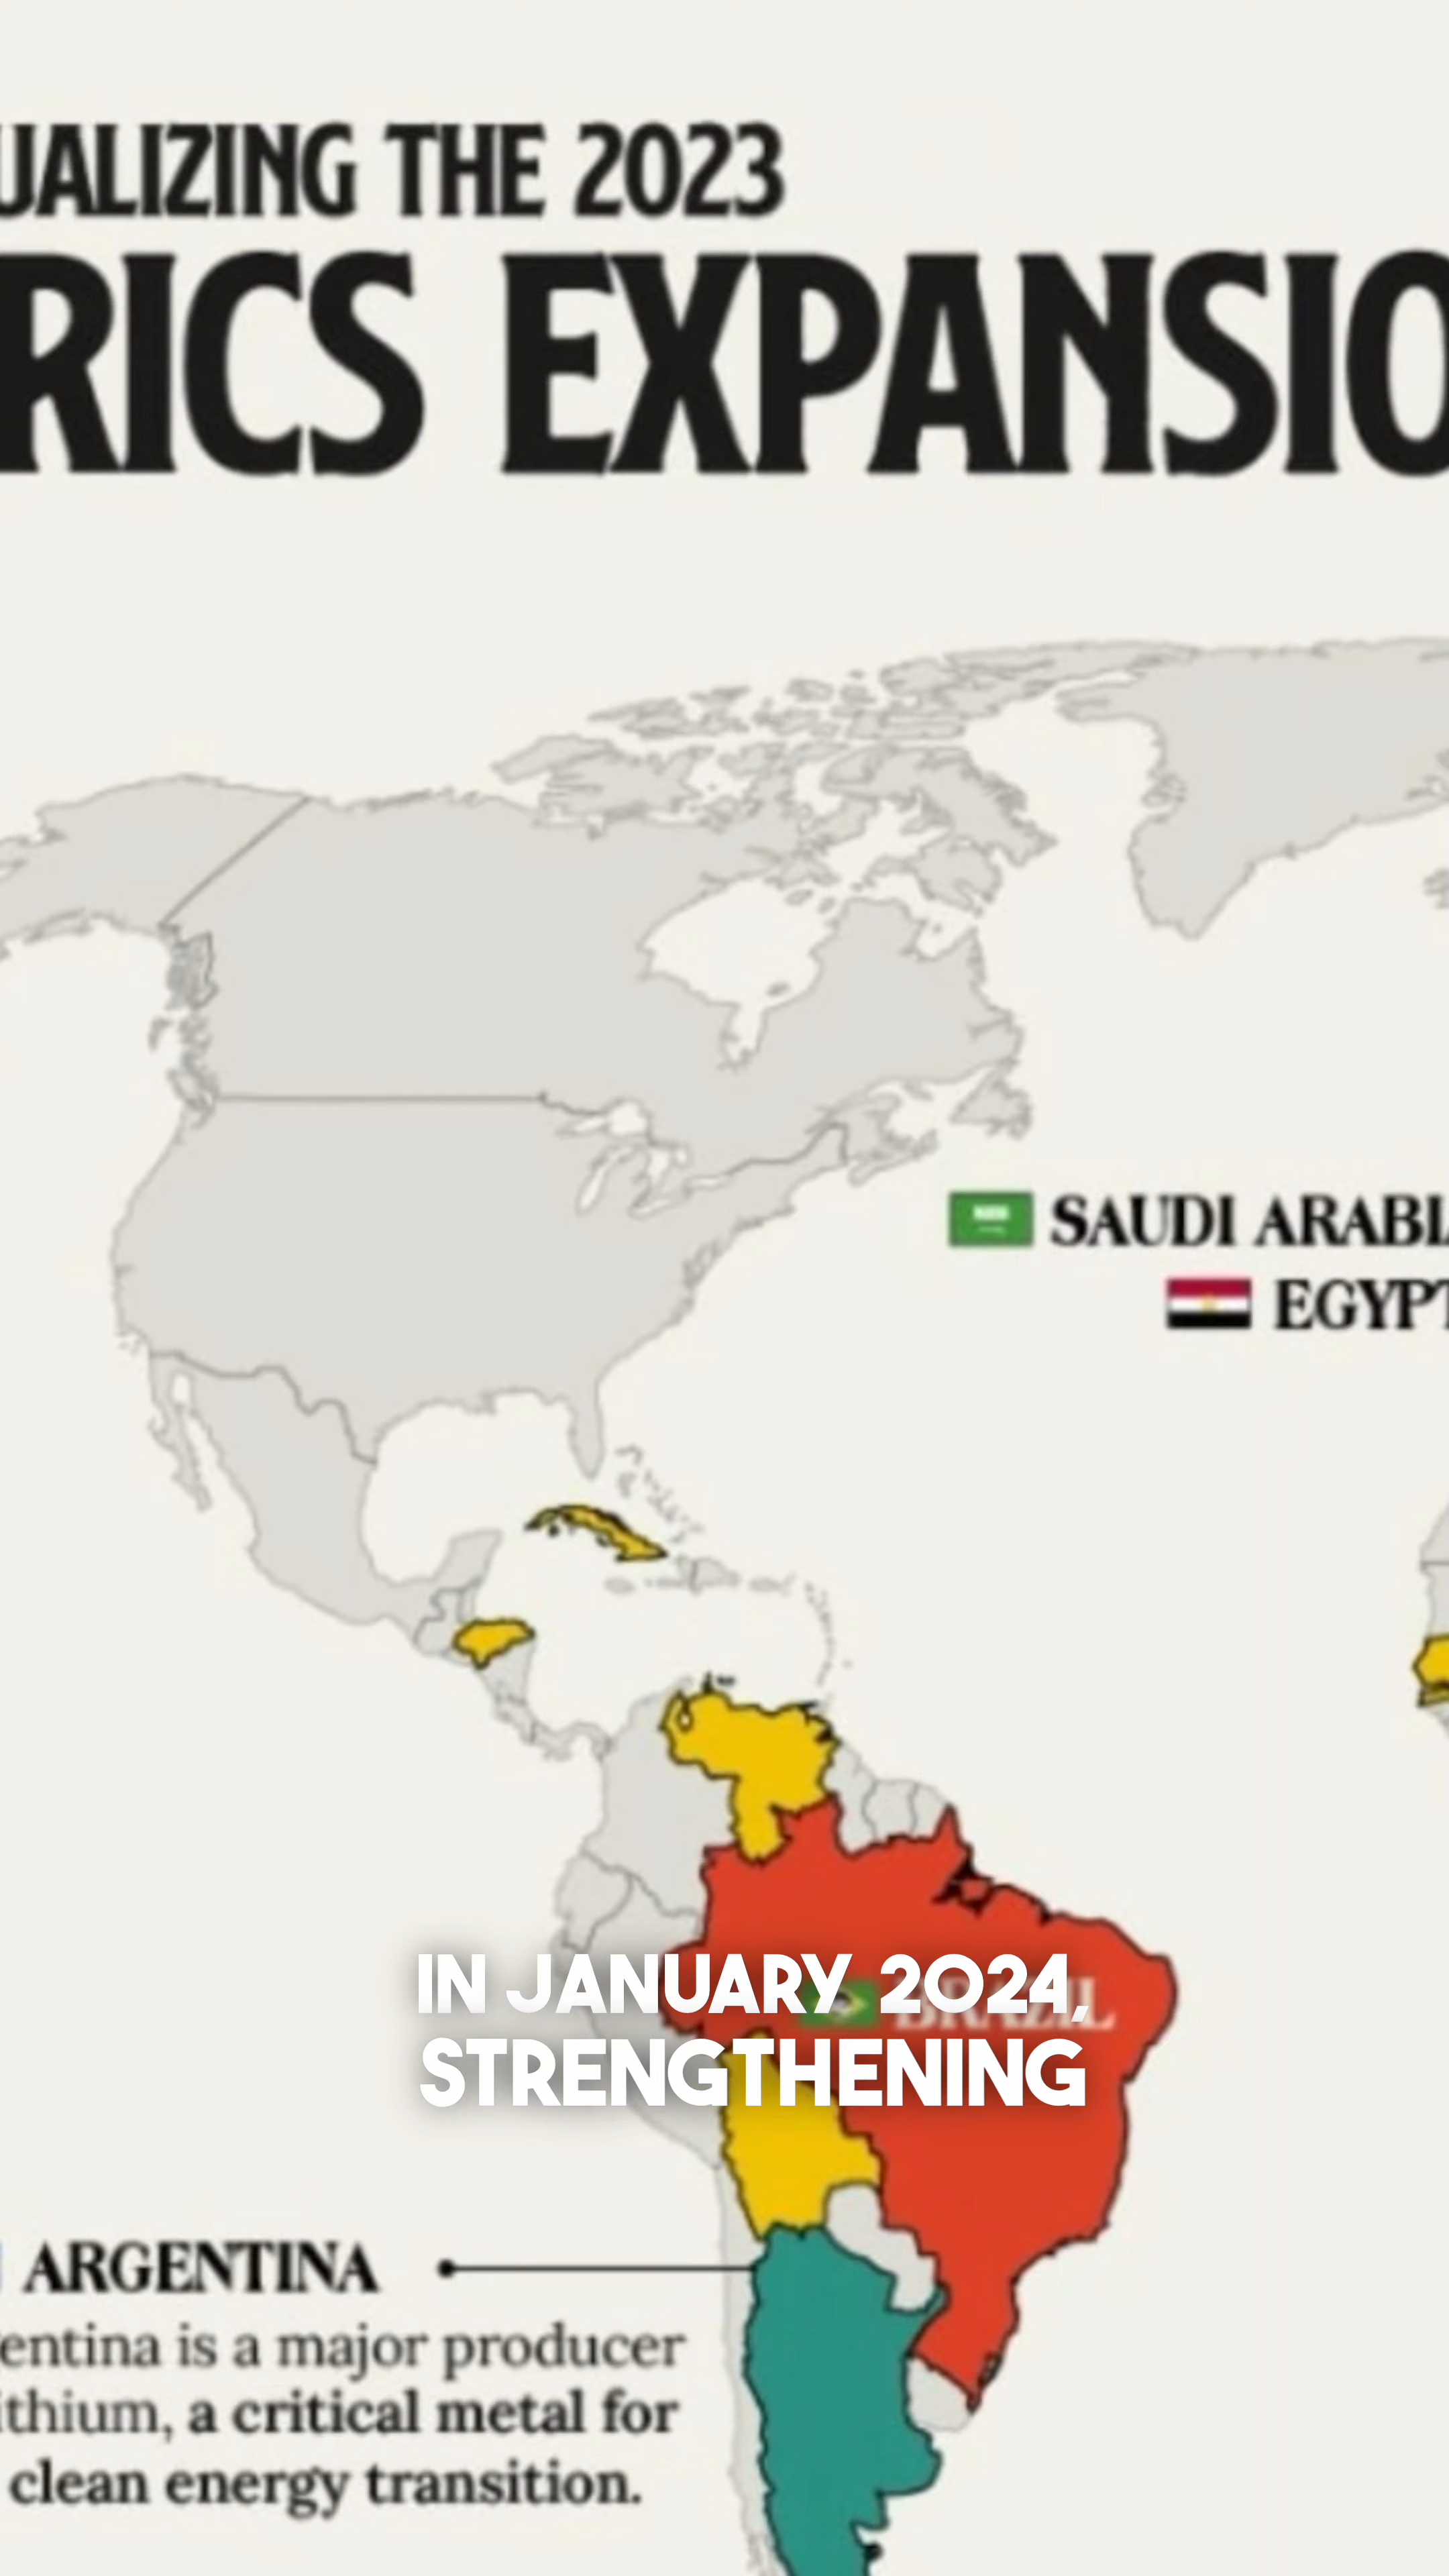 UALIZING THE 2023
RICS EXPANSIO
SAUDI ARABI
EGYPT
IN JANUARY 2024,
BRAZIL
STRENGTHENING
ARGENTINA
entina is a major producer
ithium, a critical metal for
clean energy transition.